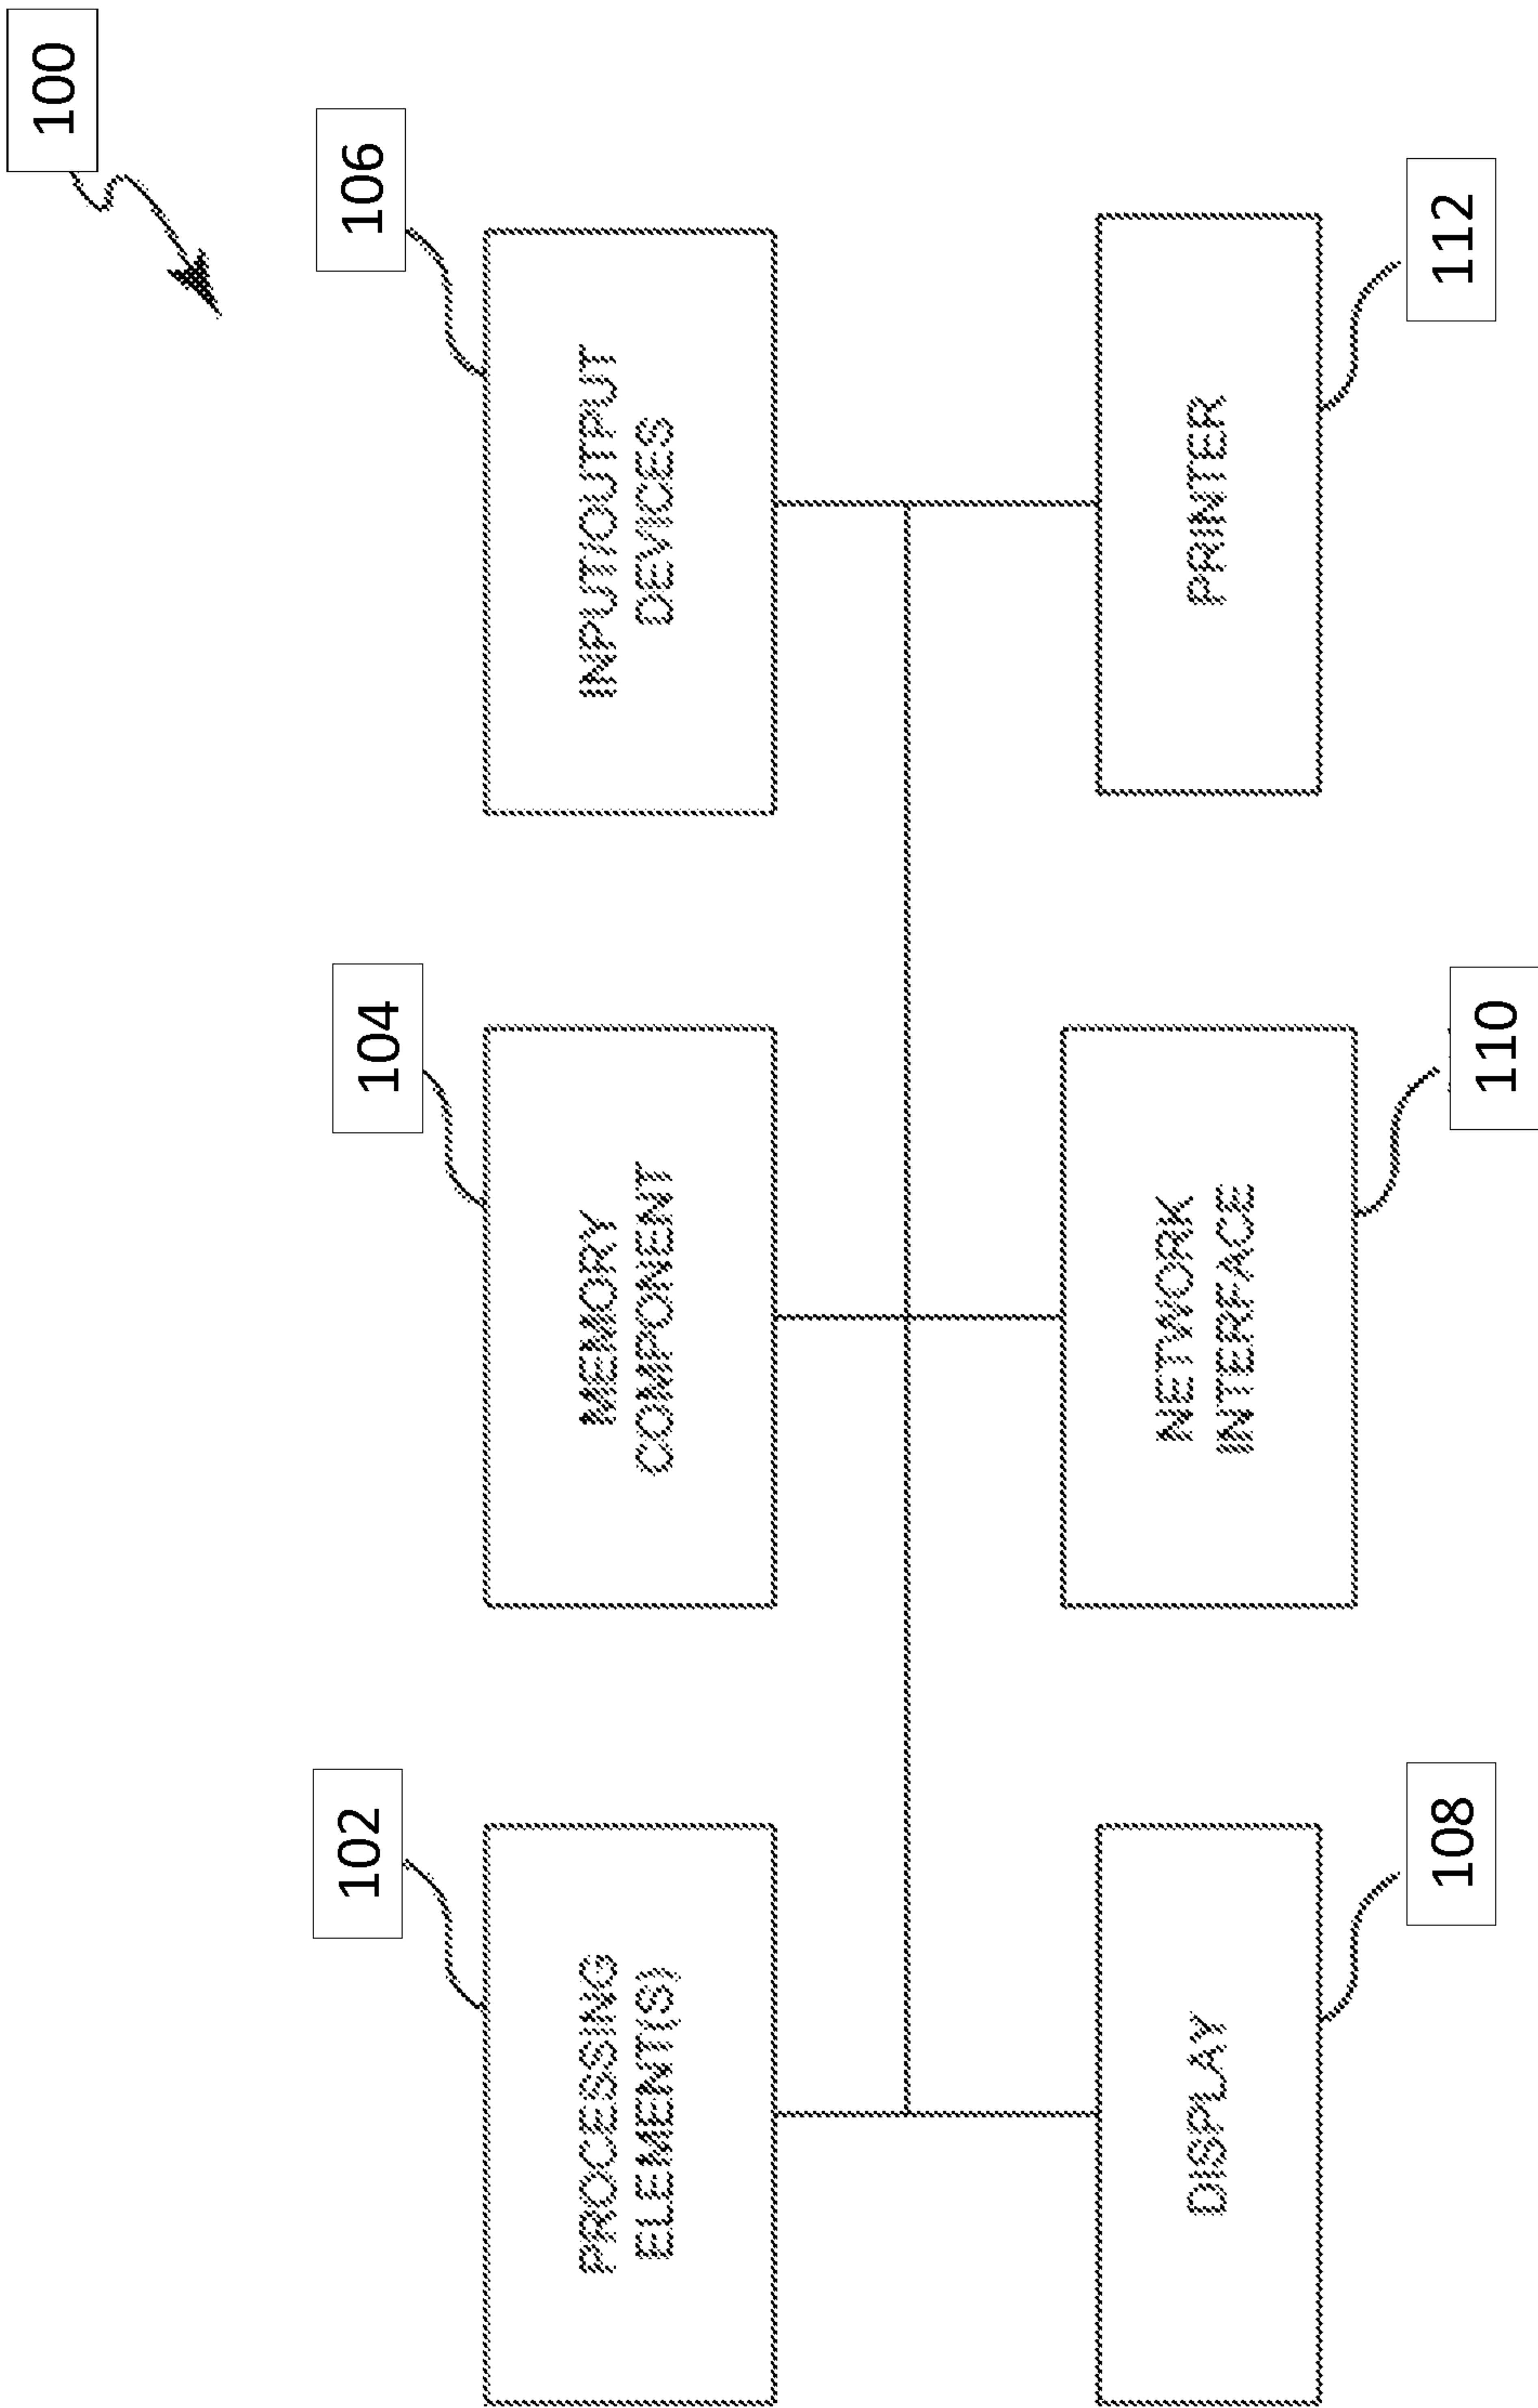 100
102
PROCESSING
ELEMENT(S)
104
MEMORY
COMPONENT
106
INPUT/OUTPUT
DEVICES
DISPLAY
108
NETWORK
INTERFACE
110
PRINTER
112